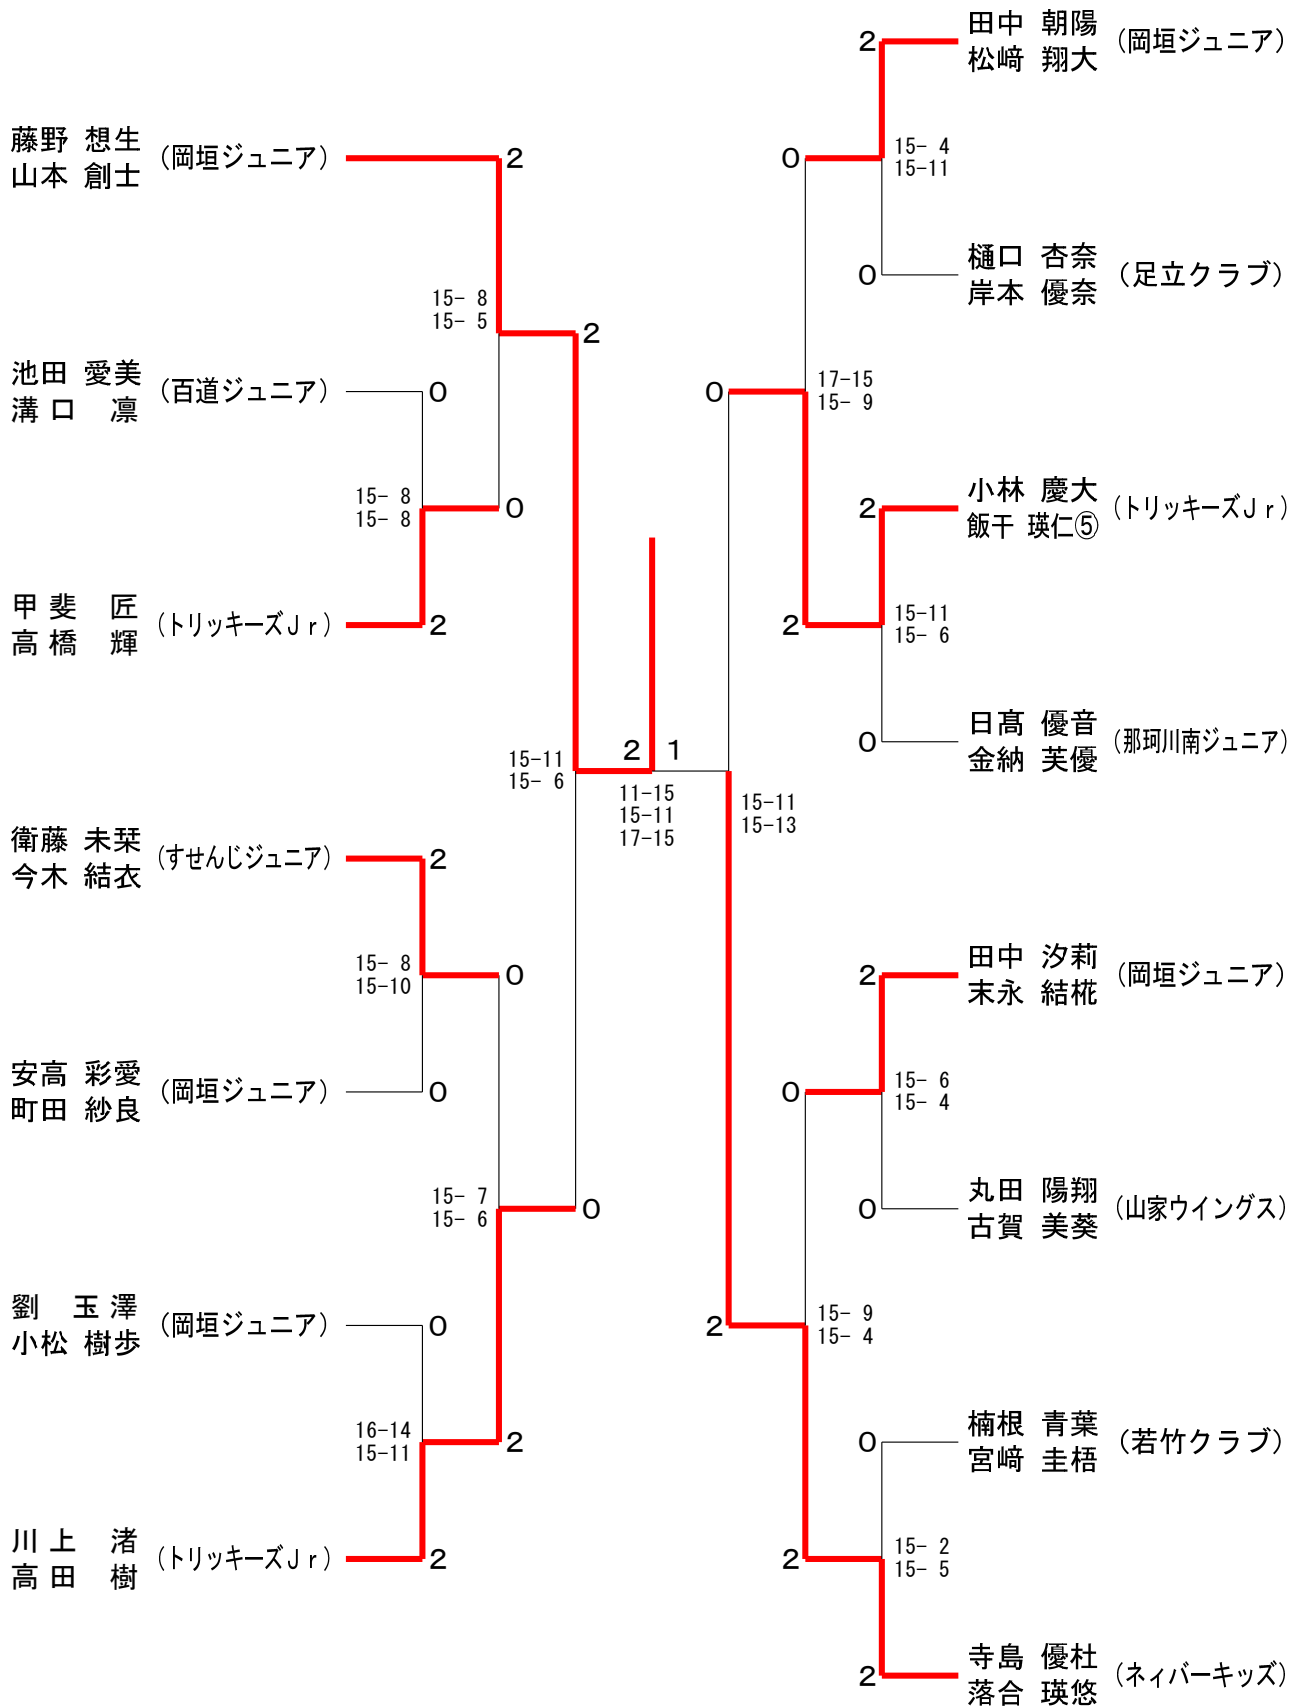 藤野 想生
山本 創士
(岡垣ジュニア)
2
15- 8
15- 5
2
池田 愛美
溝口 凛
(百道ジュニア)
0
15- 8
15- 8
0
甲斐 匠
高橋 輝
(トリッキーズJr)
2
15-11
15- 6
衛藤 未栞
今木 結衣
(すせんじジュニア)
2
15- 8
15-10
0
安高 彩愛
町田 紗良
(岡垣ジュニア)
0
15- 7
15- 6
0
劉 玉澤
小松 樹歩
(岡垣ジュニア)
0
16-14
15-11
2
川上 渚
高田 樹
(トリッキーズJr)
2
2 1
11-15
15-11
17-15
田中 朝陽
松﨑 翔大
(岡垣ジュニア)
2
0
15- 4
15-11
樋口 杏奈
岸本 優奈
(足立クラブ)
0
0
17-15
15- 9
小林 慶大
飯干 瑛仁⑤
(トリッキーズJr)
2
2
15-11
15- 6
日髙 優音
金納 芙優
(那珂川南ジュニア)
0
15-11
15-13
田中 汐莉
末永 結椛
(岡垣ジュニア)
2
0
15- 6
15- 4
丸田 陽翔
古賀 美葵
(山家ウイングス)
0
2
15- 9
15- 4
楠根 青葉
宮﨑 圭梧
(若竹クラブ)
0
2
15- 2
15- 5
寺島 優杜
落合 瑛悠
(ネィバーキッズ)
2